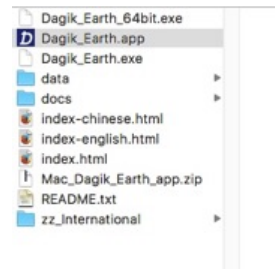 Dagik_Earth_64bit.exe
Dagik_Earth.app
Dagik_Earth.exe
data
docs
index-chinese.html
index-english.html
index.html
Mac_Dagik_Earth_app.zip
README.txt
zz_International